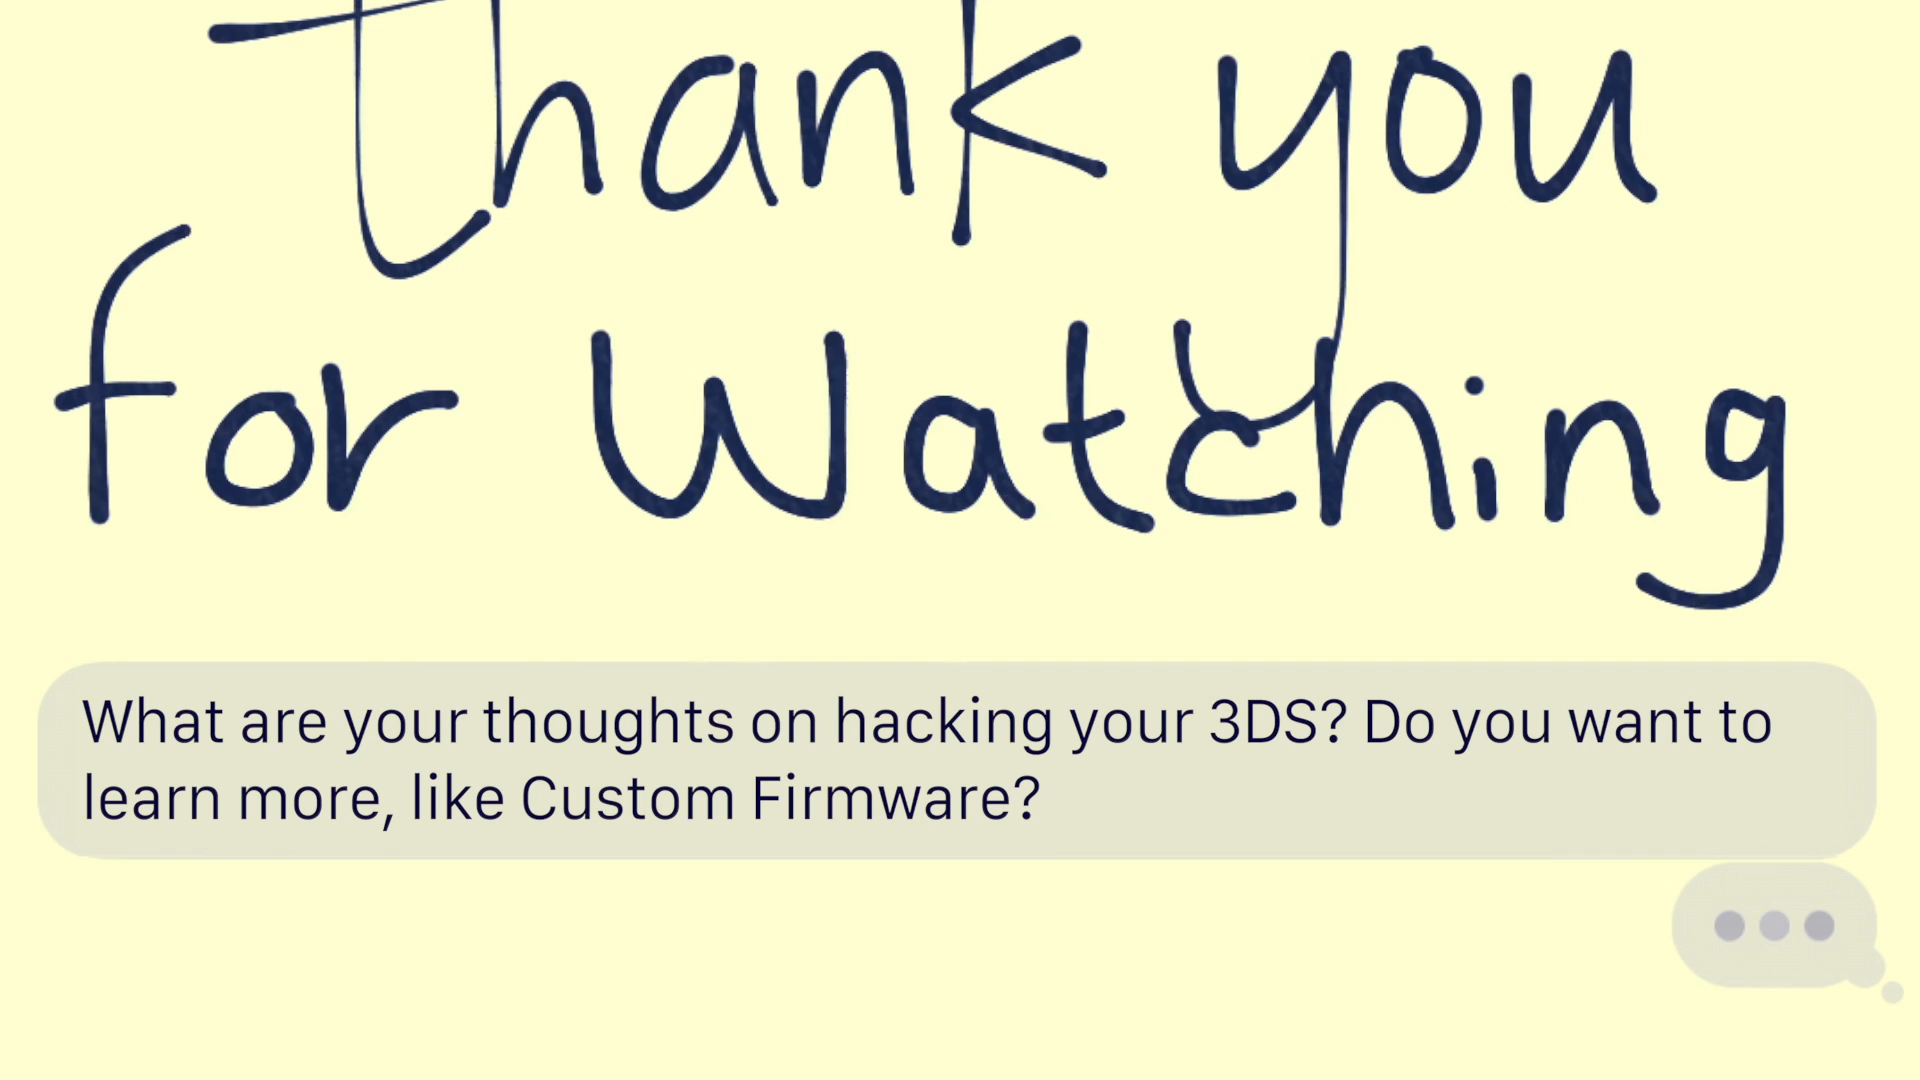 thank you
for Watching
What are your thoughts on hacking your 3DS? Do you want to
learn more, like Custom Firmware?